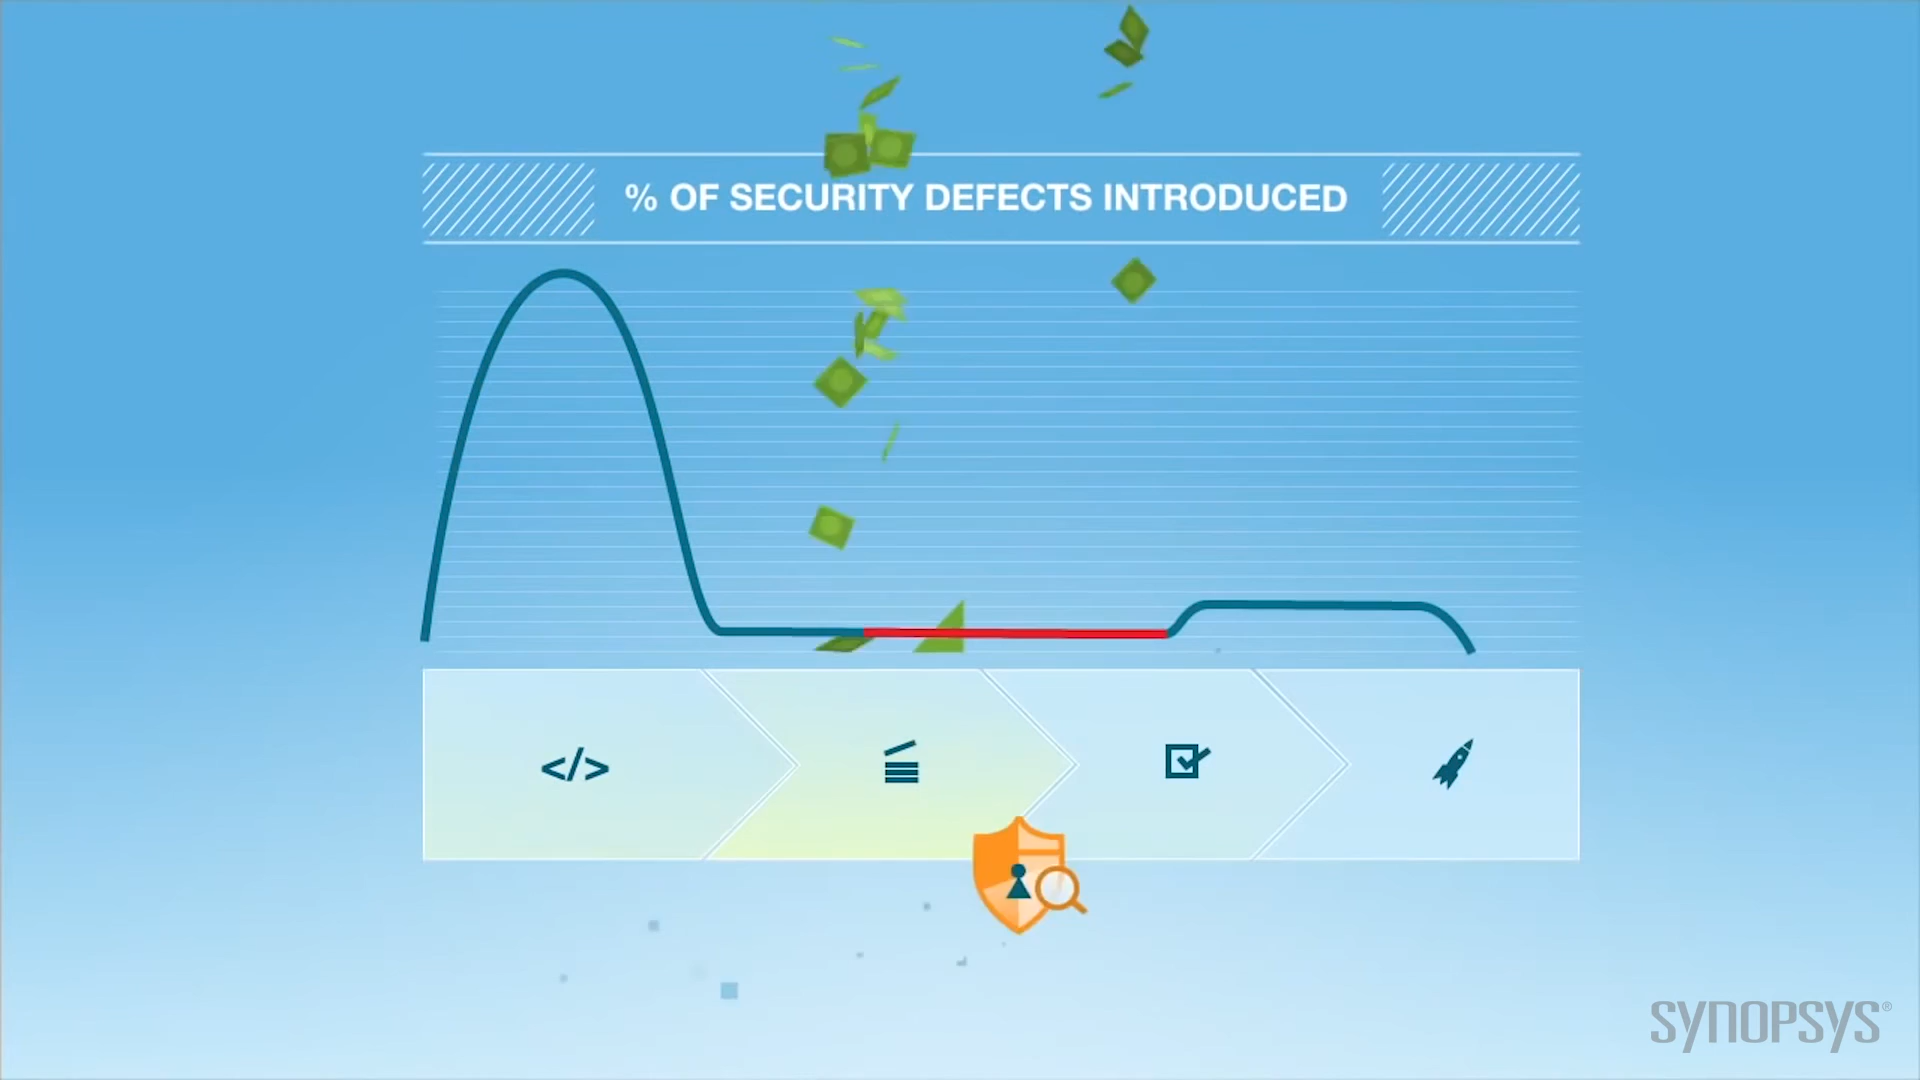 % OF SECURITY DEFECTS INTRODUCED
</>
SYNOPSYS®